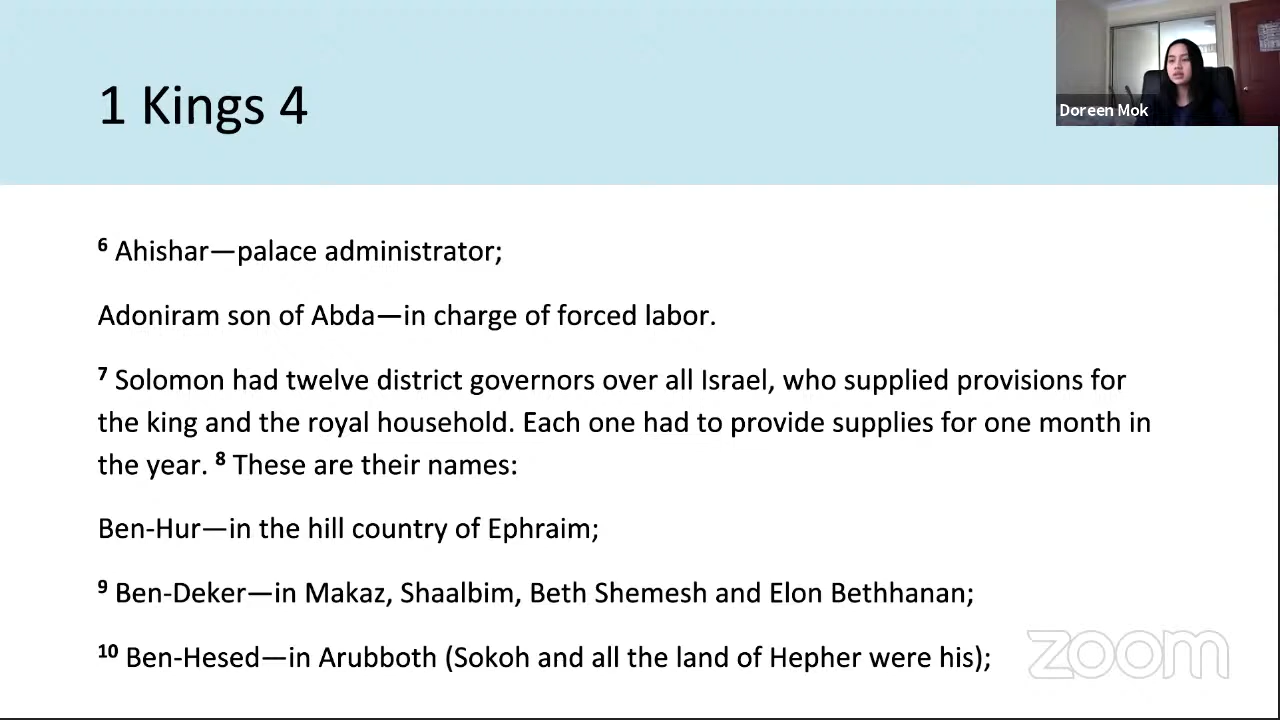 1 Kings 4
Doreen Mok
6 Ahishar—palace administrator;
Adoniram son of Abda—in charge of forced labor.
7 Solomon had twelve district governors over all Israel, who supplied provisions for
the king and the royal household. Each one had to provide supplies for one month in
the year. 8 These are their names:
Ben-Hur—in the hill country of Ephraim;
9 Ben-Deker—in Makaz, Shaalbim, Beth Shemesh and Elon Bethhanan;
10 Ben-Hesed—in Arubboth (Sokoh and all the land of Hepher were his);
zoom